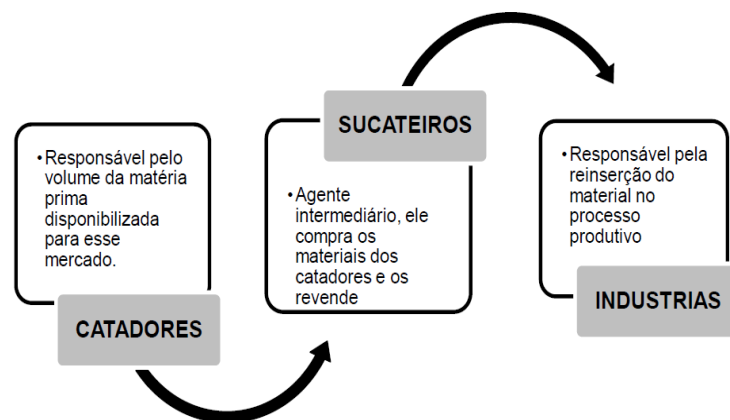 •Responsável pelo
volume da matéria
prima
disponibilizada
para esse
mercado.
CATADORES
SUCATEIROS
•Agente
intermediário, ele
compra os
materiais dos
catadores e os
revende
•Responsável pela
reinserção do
material no
processo
produtivo
INDUSTRIAS